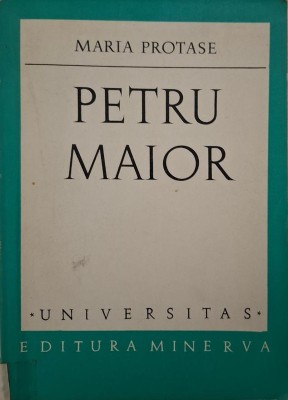 MARIA PROTASE
PETRU
MAIOR
• UNIVERSITAS •
EDITURA MINERVA